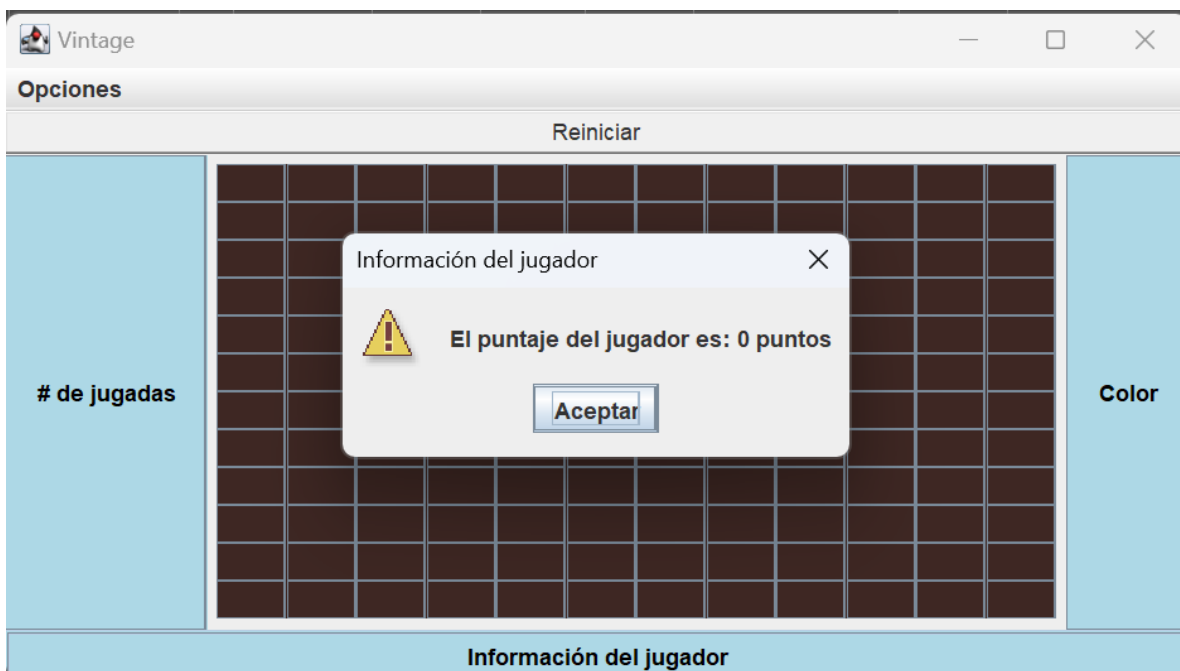 Vintage
Opciones
Reiniciar
Información del jugador
El puntaje del jugador es: 0 puntos
# de jugadas
Aceptar
Color
Información del jugador